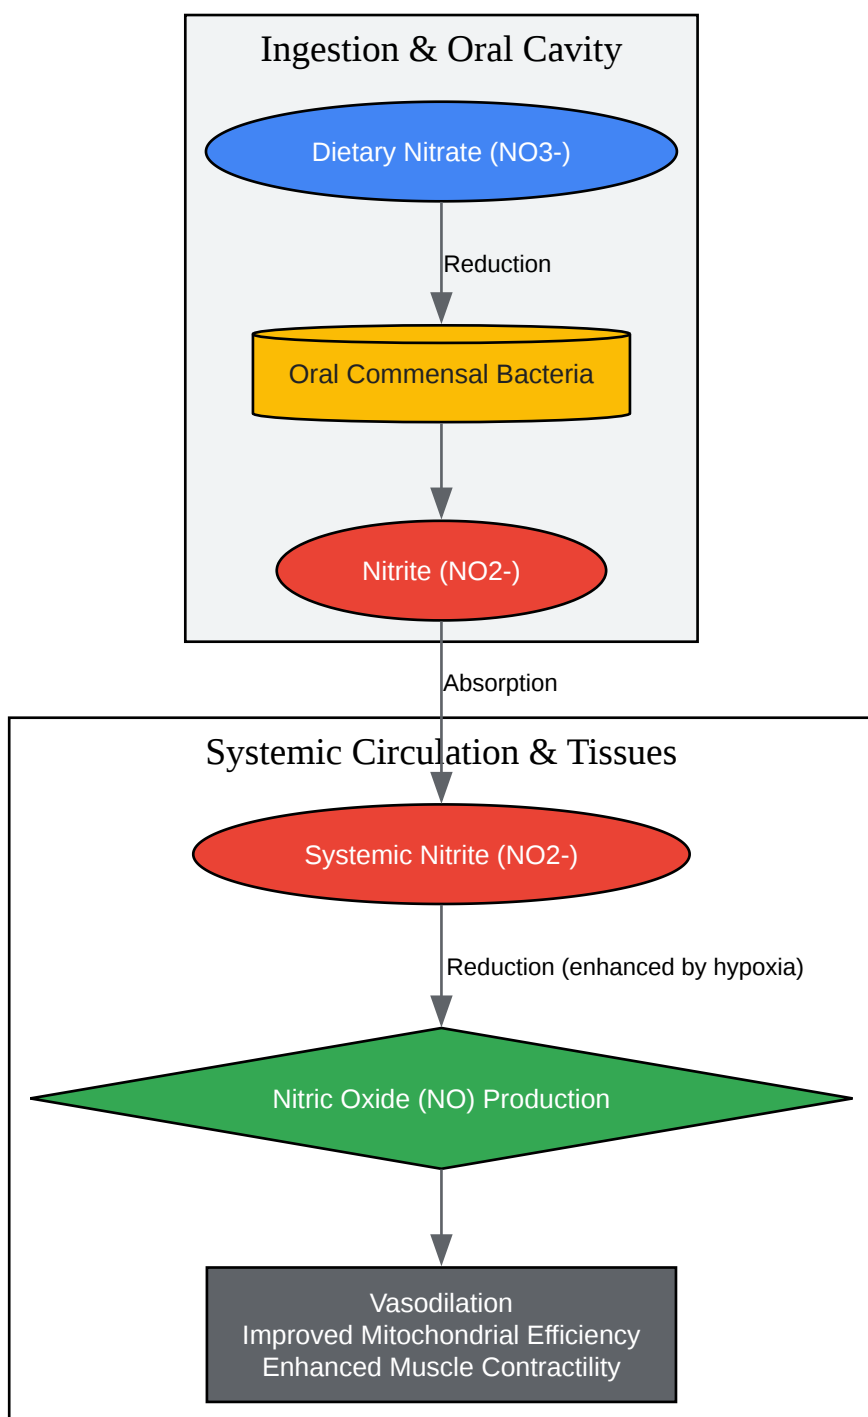 Ingestion & Oral Cavity
Dietary Nitrate (NO3-)
Reduction
Oral Commensal Bacteria
Nitrite (NO2-)
Absorption
Systemic Circulation & Tissues
Systemic Nitrite (NO2-)
Reduction (enhanced by hypoxia)
Nitric Oxide (NO) Production
Vasodilation
Improved Mitochondrial Efficiency
Enhanced Muscle Contractility